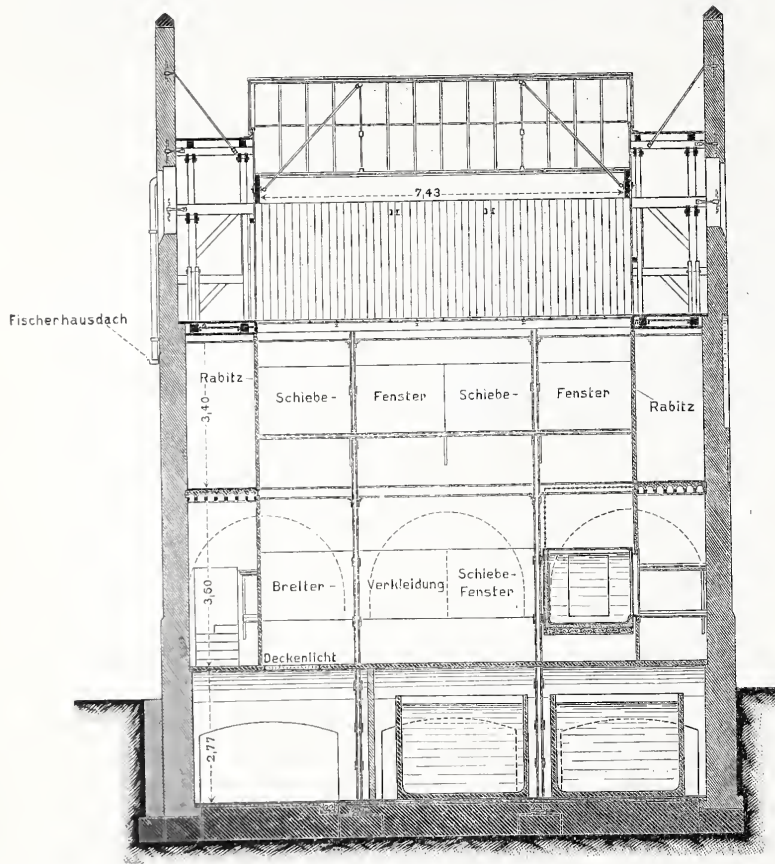 7,43
Fischerhausdach
Rabitz
Schiebe-
Fenster
Schiebe-
Fenster
Rabitz
3,40
Bretter-
Verkleidung
Schiebe-
Fenster
3,50
Deckenlicht
2,77